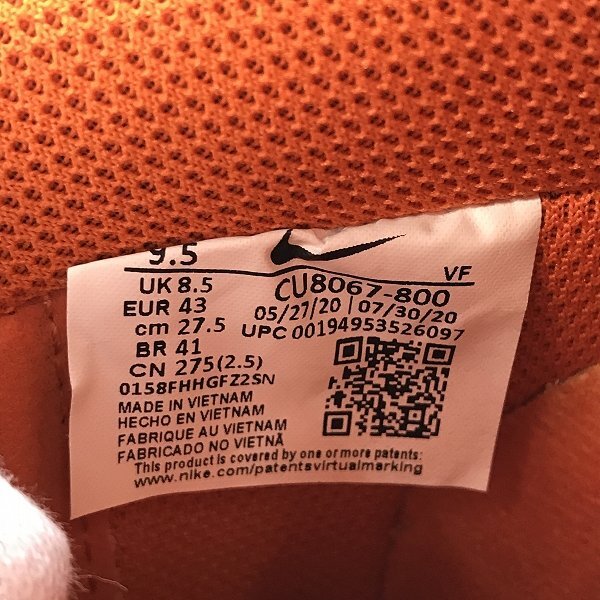 9.5
VF
UK 8.5
CU8067-800
EUR 43
05/27/20 | 07/30/20
cm 27.5
UPC 00194953526097
BR 41
CN 275(2.5)
0158FHHGFZ2SN
MADE IN VIETNAM
HECHO EN VIETNAM
FABRIQUE AU VIETNAM
FABRICADO NO VIETNÃ
This product is covered by one or more patents:
www.nike.com/patentsvirtualmarking